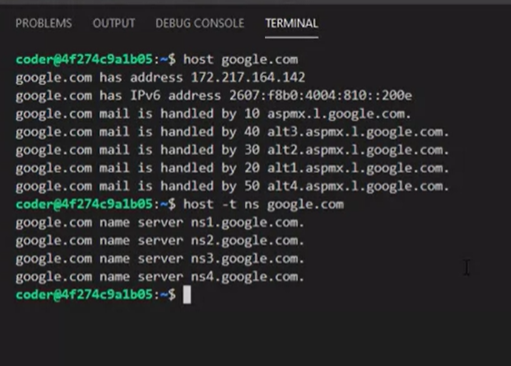 PROBLEMS OUTPUT DEBUG CONSOLE TERMINAL
coder@4f274c9a1b05:~$ host google.com
google.com has address 172.217.164.142
google.com has IPv6 address 2607:f8b0:4004:810::200e
google.com mail is handled by 10 aspmx.l.google.com.
google.com mail is handled by 40 alt3.aspmx.l.google.com.
google.com mail is handled by 30 alt2.aspmx.l.google.com.
google.com mail is handled by 20 alt1.aspmx.l.google.com.
google.com mail is handled by 50 alt4.aspmx.l.google.com.
coder@4f274c9a1b05:~$ host -t ns google.com
google.com name server ns1.google.com.
google.com name server ns2.google.com.
google.com name server ns3.google.com.
google.com name server ns4.google.com.
coder@4f274c9a1b05:~$